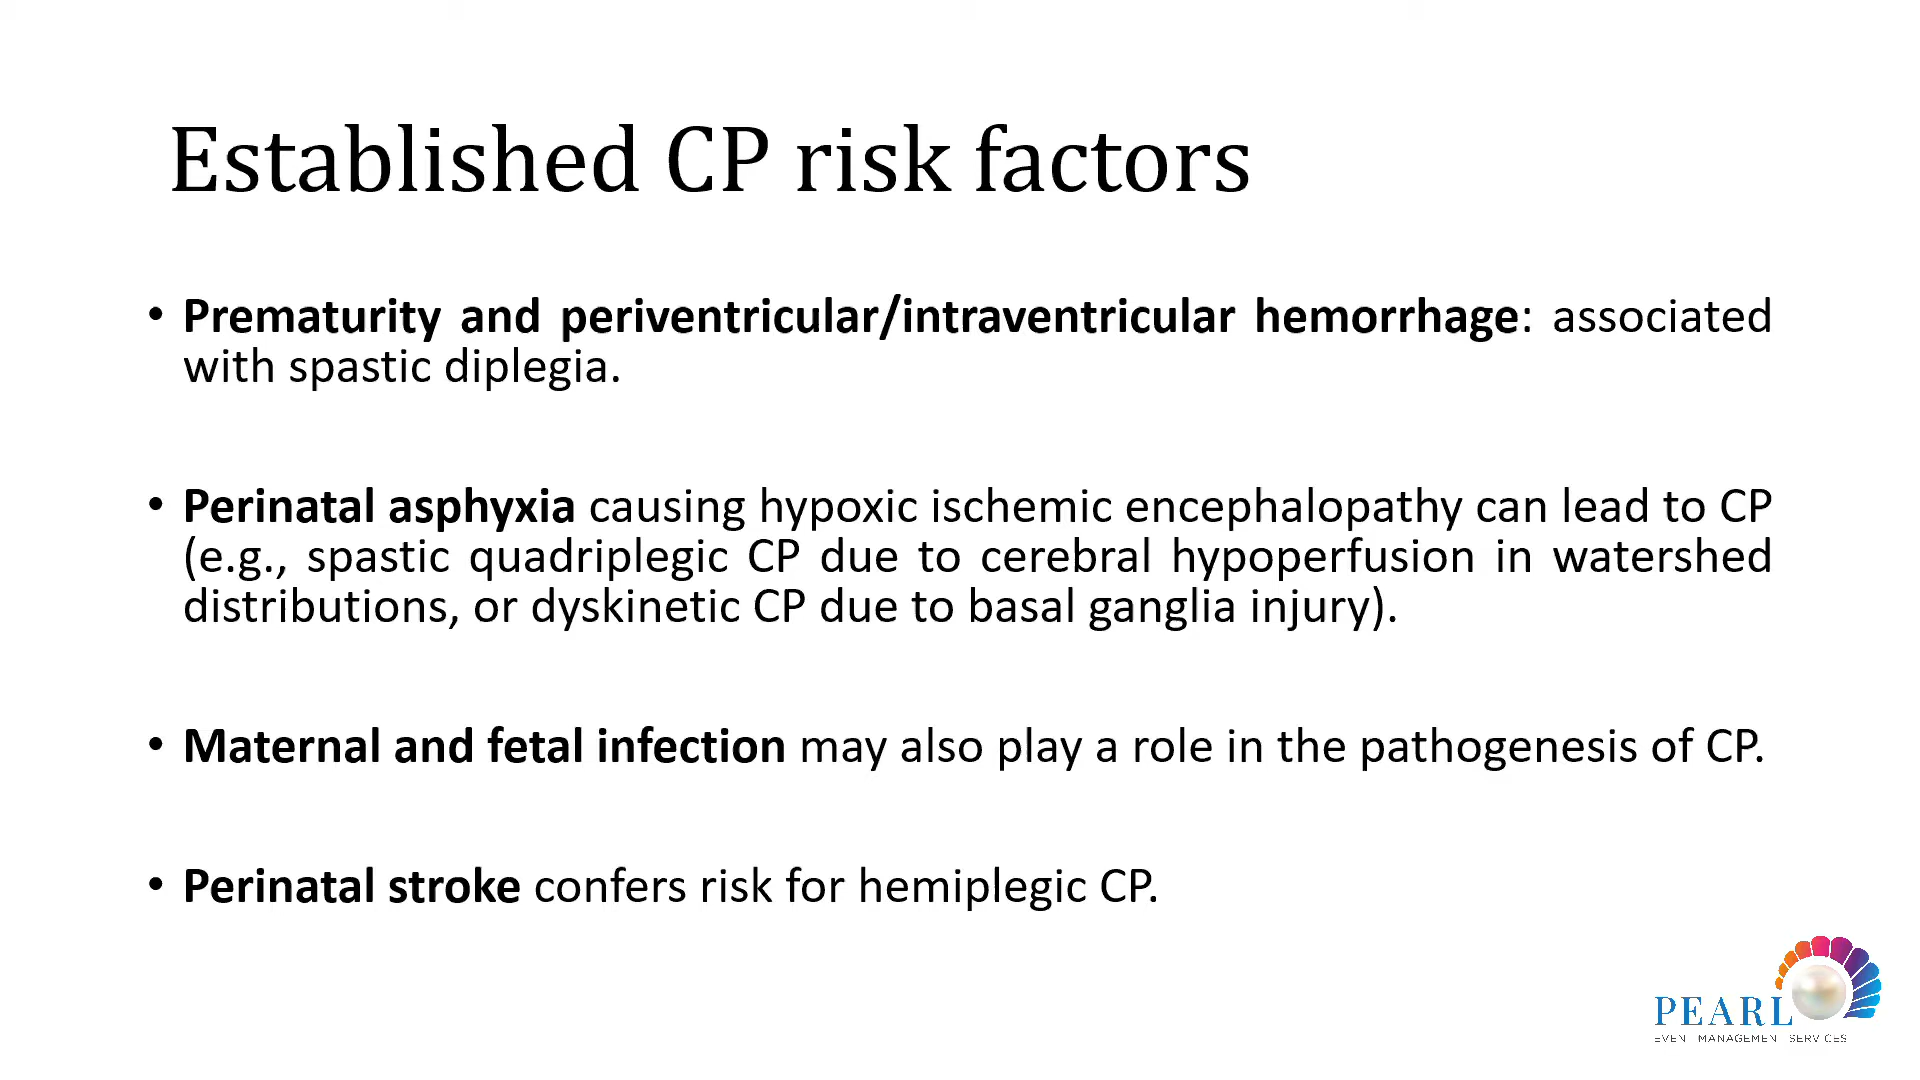 Established CP risk factors
• Prematurity and periventricular/intraventricular hemorrhage: associated
with spastic diplegia.
• Perinatal asphyxia causing hypoxic ischemic encephalopathy can lead to CP
(e.g., spastic quadriplegic CP due to cerebral hypoperfusion in watershed
distributions, or dyskinetic CP due to basal ganglia injury).
• Maternal and fetal infection may also play a role in the pathogenesis of CP.
• Perinatal stroke confers risk for hemiplegic CP.
PEARL
EVENT MANAGEMENT SERVICES